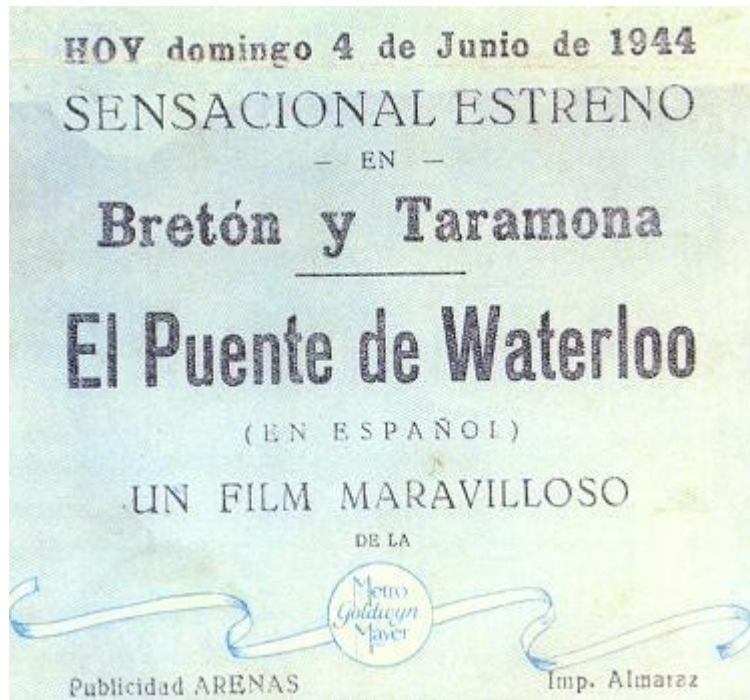 HOY domingo 4 de Junio de 1944
SENSACIONAL ESTRENO
– EN –
Bretón y Taramona
El Puente de Waterloo
(EN ESPAÑOL)
UN FILM MARAVILLOSO
DE LA
Metro
Goldwyn
Mayer
Publicidad ARENAS
Imp. Almaraz